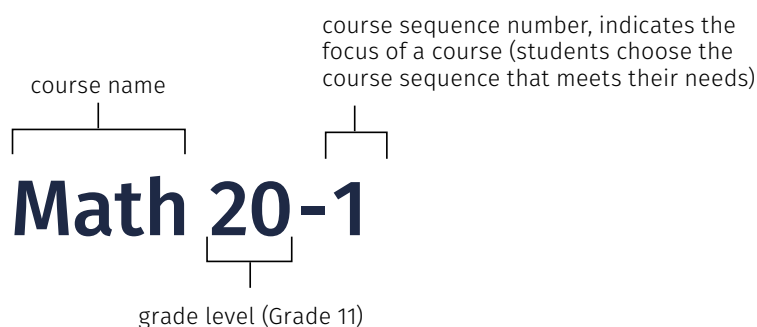 course sequence number, indicates the
focus of a course (students choose the
course sequence that meets their needs)
course name
Math 20-1
grade level (Grade 11)